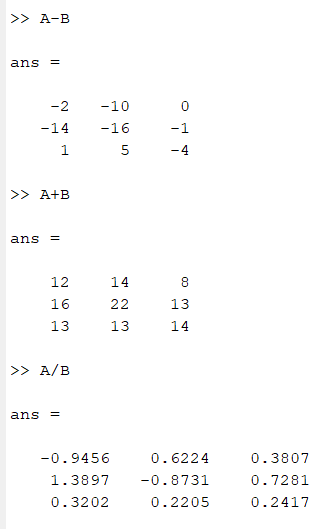 >> A-B
ans =
-2 -10 0
-14 -16 -1
1 5 -4
>> A+B
ans =
12 14 8
16 22 13
13 13 14
>> A/B
ans =
-0.9456 0.6224 0.3807
1.3897 -0.8731 0.7281
0.3202 0.2205 0.2417